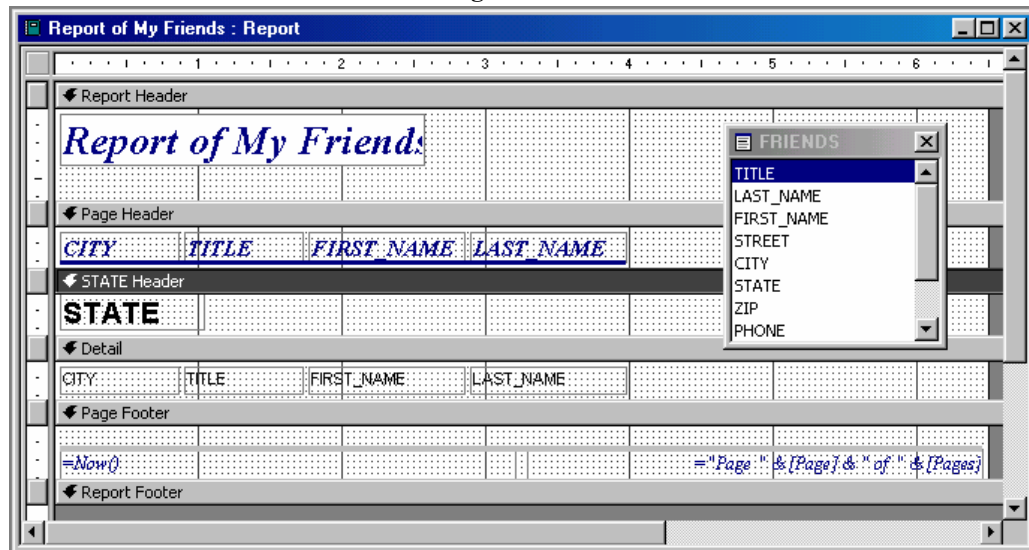 Report of My Friends : Report
1 2 3 4 5 6
Report Header
Report of My Friends
FRIENDS
TITLE
LAST_NAME
FIRST_NAME
STREET
CITY
STATE
ZIP
PHONE
Page Header
CITY TITLE FIRST_NAME LAST_NAME
STATE Header
STATE
Detail
CITY TITLE FIRST_NAME LAST_NAME
Page Footer
=Now() ="Page " & [Page] & " of " & [Pages]
Report Footer